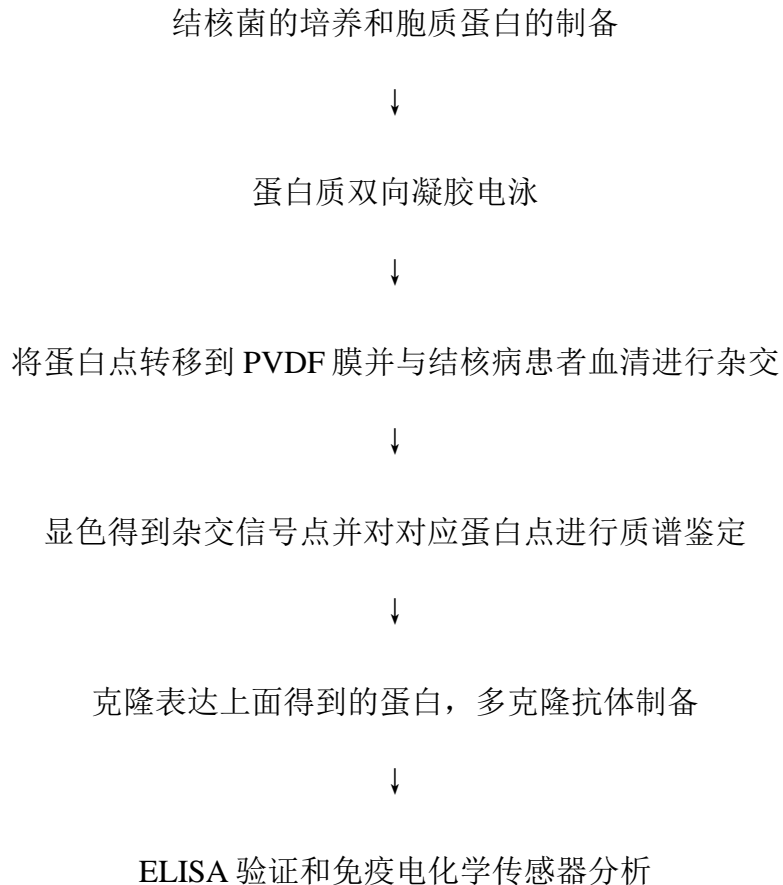 结核菌的培养和胞质蛋白的制备
↓
蛋白质双向凝胶电泳
↓
将蛋白点转移到 PVDF 膜并与结核病患者血清进行杂交
↓
显色得到杂交信号点并对对应蛋白点进行质谱鉴定
↓
克隆表达上面得到的蛋白，多克隆抗体制备
↓
ELISA 验证和免疫电化学传感器分析